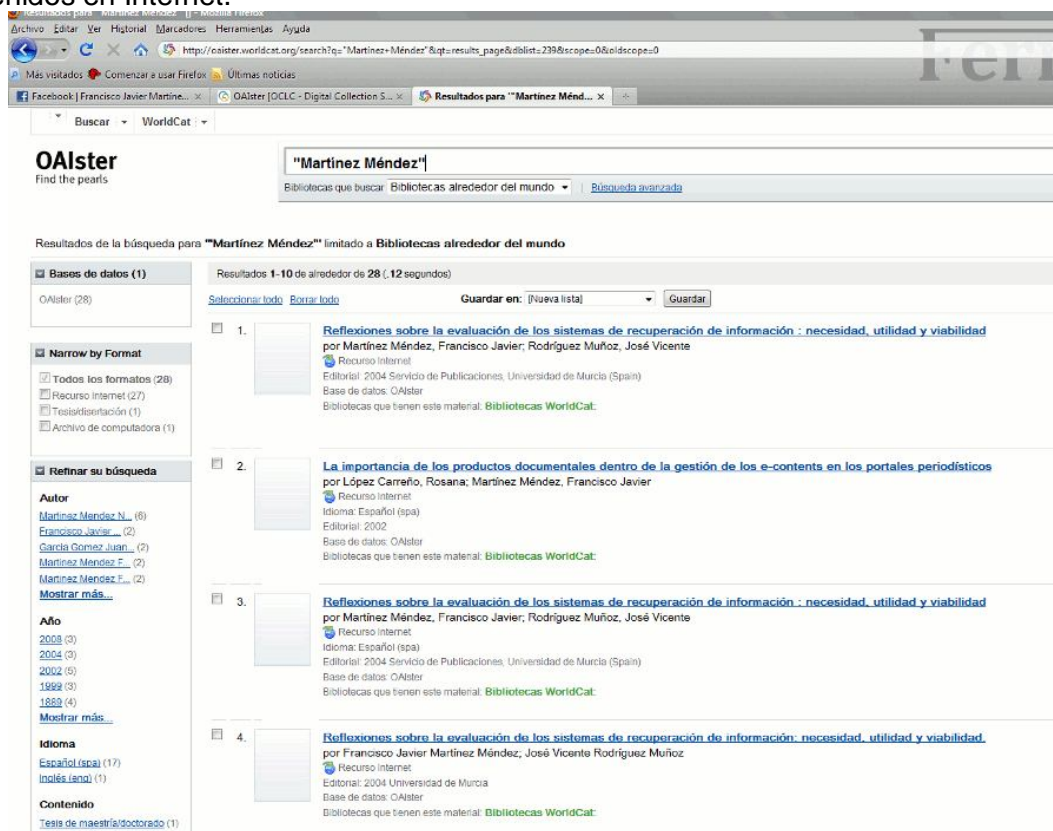 nidos en Internet.
Resultados para "Martínez Méndez" [] - Mozilla Firefox
Archivo Editar Ver Historial Marcadores Herramientas Ayuda
http://oaister.worldcat.org/search?q="Martínez+Méndez"&qt=results_page&dblist=239&scope=0&oldscope=0
Ferr
Más visitados Comenzar a usar Firefox Últimas noticias
Facebook | Francisco Javier Martíne... × OAIster [OCLC - Digital Collection S... × Resultados para '"Martínez Ménd... ×
Buscar WorldCat
OAIster
Find the pearls
"Martínez Méndez"
Bibliotecas que buscar Bibliotecas alrededor del mundo | Búsqueda avanzada
Resultados de la búsqueda para '"Martínez Méndez"' limitado a Bibliotecas alrededor del mundo
Bases de datos (1)
OAIster (28)
Narrow by Format
Todos los formatos (28)
Recurso Internet (27)
Tesis/disertación (1)
Archivo de computadora (1)
Refinar su búsqueda
Autor
Martinez Mendez N... (6)
Francisco Javier ... (2)
Garcia Gomez Juan... (2)
Martinez Mendez F... (2)
Martinez Mendez F... (2)
Mostrar más...
Año
2008 (3)
2004 (3)
2002 (5)
1999 (3)
1889 (4)
Mostrar más...
Idioma
Español (spa) (17)
Inglés (eng) (1)
Contenido
Tesis de maestría/doctorado (1)
Resultados 1-10 de alrededor de 28 (.12 segundos)
Seleccionar todo Borrar todo Guardar en: [Nueva lista] Guardar
1. Reflexiones sobre la evaluación de los sistemas de recuperación de información : necesidad, utilidad y viabilidad
por Martínez Méndez, Francisco Javier; Rodríguez Muñoz, José Vicente
Recurso Internet
Editorial: 2004 Servicio de Publicaciones, Universidad de Murcia (Spain)
Base de datos: OAIster
Bibliotecas que tienen este material: Bibliotecas WorldCat:
2. La importancia de los productos documentales dentro de la gestión de los e-contents en los portales periodísticos
por López Carreño, Rosana; Martínez Méndez, Francisco Javier
Recurso Internet
Idioma: Español (spa)
Editorial: 2002
Base de datos: OAIster
Bibliotecas que tienen este material: Bibliotecas WorldCat:
3. Reflexiones sobre la evaluación de los sistemas de recuperación de información : necesidad, utilidad y viabilidad
por Martínez Méndez, Francisco Javier; Rodríguez Muñoz, José Vicente
Recurso Internet
Idioma: Español (spa)
Editorial: 2004 Servicio de Publicaciones, Universidad de Murcia (Spain)
Base de datos: OAIster
Bibliotecas que tienen este material: Bibliotecas WorldCat:
4. Reflexiones sobre la evaluación de los sistemas de recuperación de información: necesidad, utilidad y viabilidad.
por Francisco Javier Martínez Méndez; José Vicente Rodríguez Muñoz
Recurso Internet
Editorial: 2004 Universidad de Murcia
Base de datos: OAIster
Bibliotecas que tienen este material: Bibliotecas WorldCat: